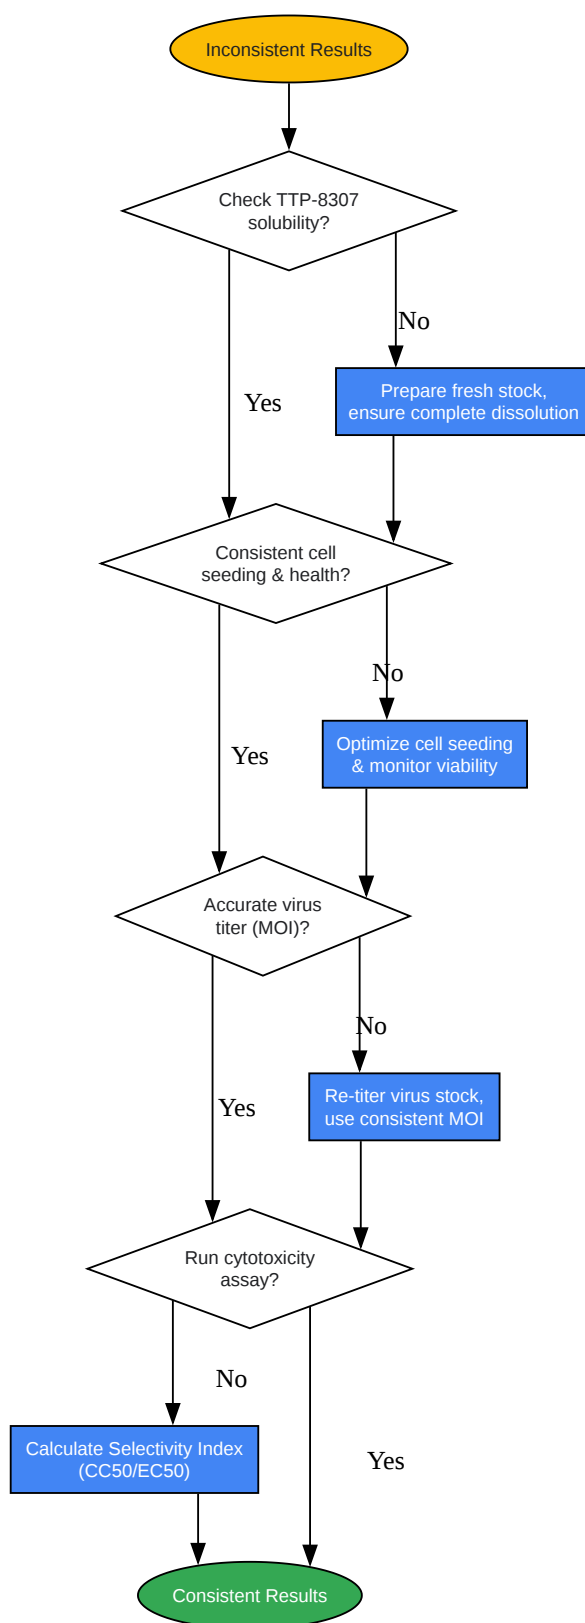 Inconsistent Results
Check TTP-8307
solubility?
No
Prepare fresh stock,
ensure complete dissolution
Yes
Consistent cell
seeding & health?
No
Optimize cell seeding
& monitor viability
Yes
Accurate virus
titer (MOI)?
No
Re-titer virus stock,
use consistent MOI
Yes
Run cytotoxicity
assay?
No
Calculate Selectivity Index
(CC50/EC50)
Yes
Consistent Results